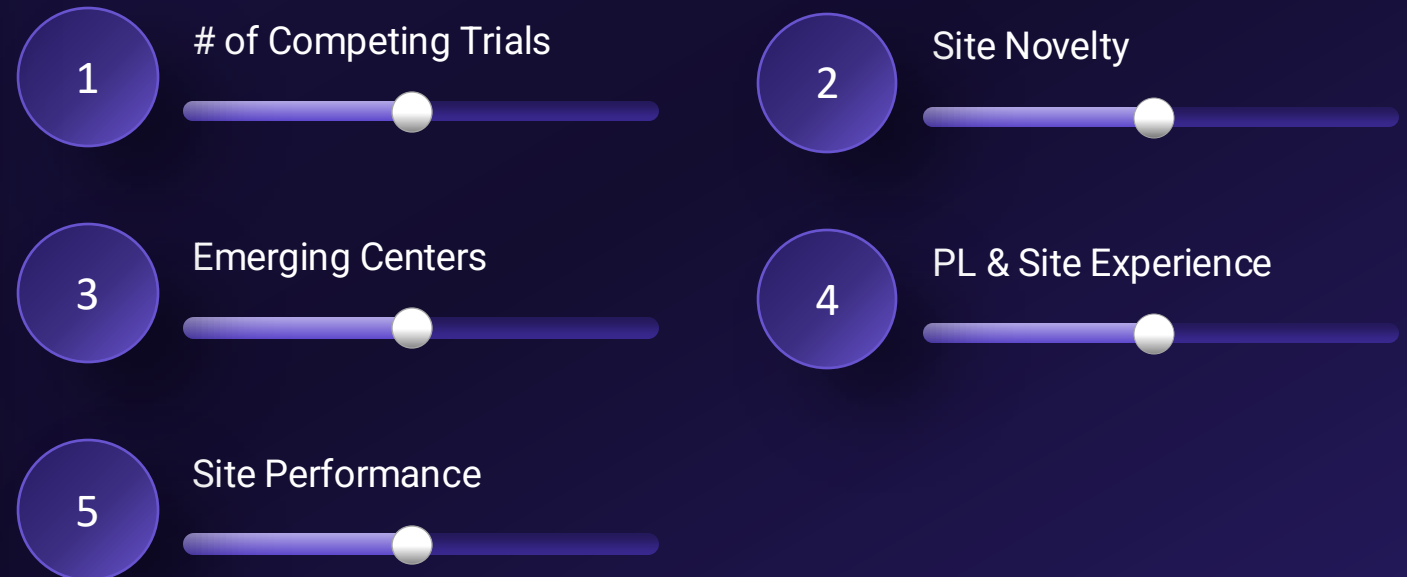 1
# of Competing Trials
2
Site Novelty
3
Emerging Centers
4
PL & Site Experience
5
Site Performance